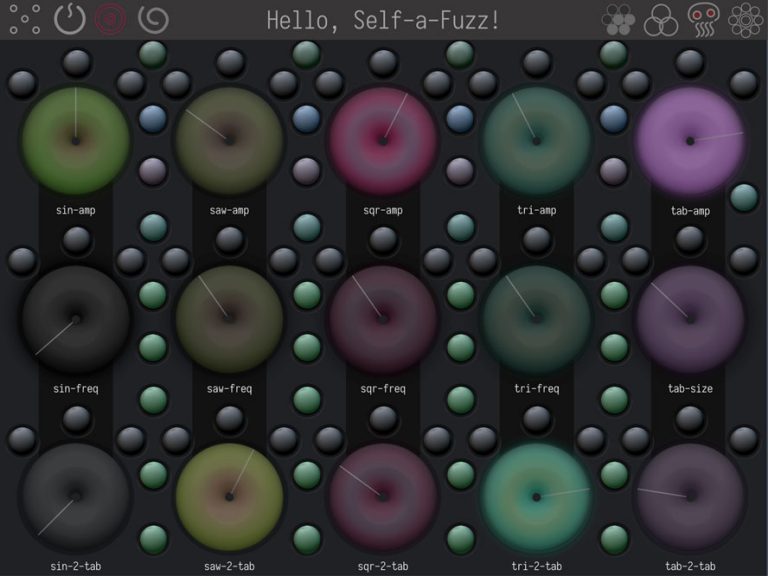 Hello, Self-a-Fuzz!
sin-amp saw-amp sqr-amp tri-amp tab-amp
sin-freq saw-freq sqr-freq tri-freq tab-size
sin-2-tab saw-2-tab sqr-2-tab tri-2-tab tab-2-tab